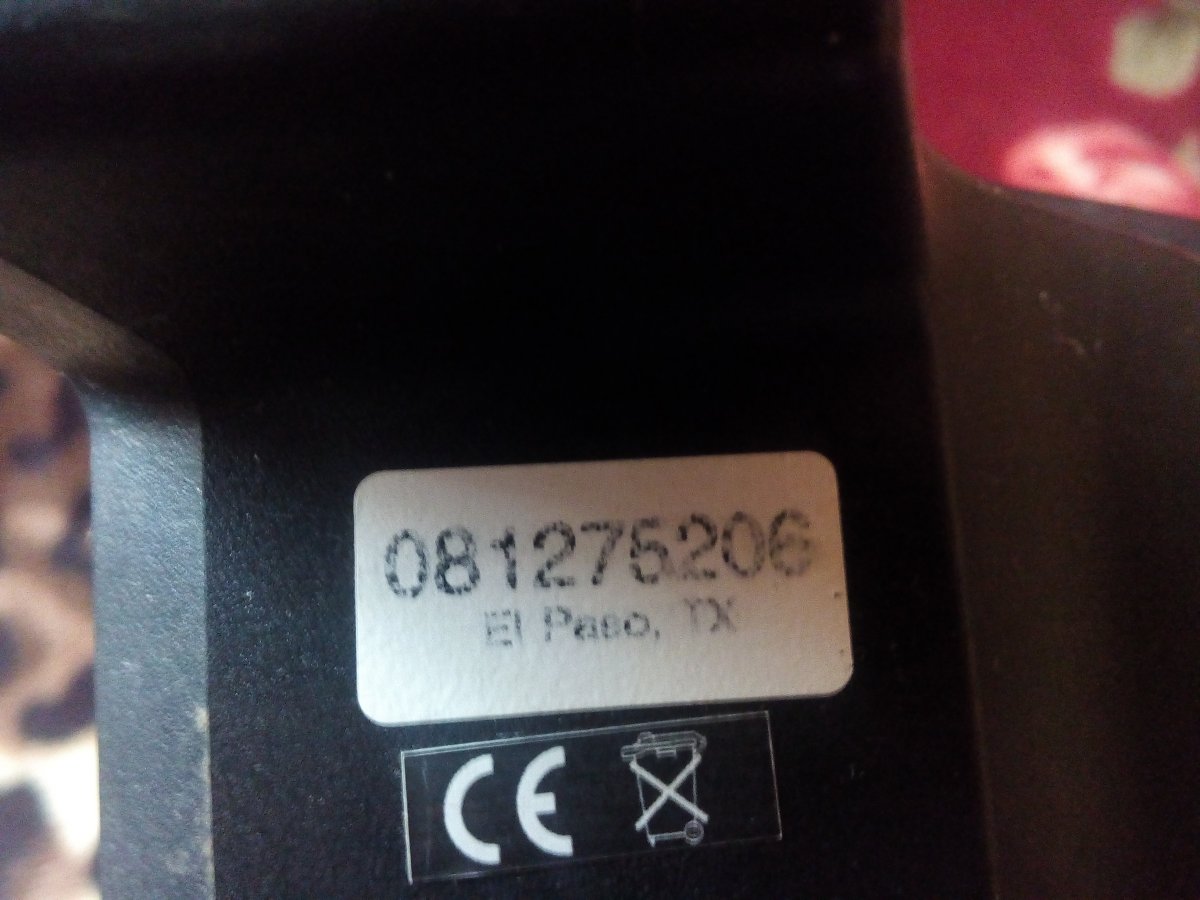 081275206
El Paso, TX
CE